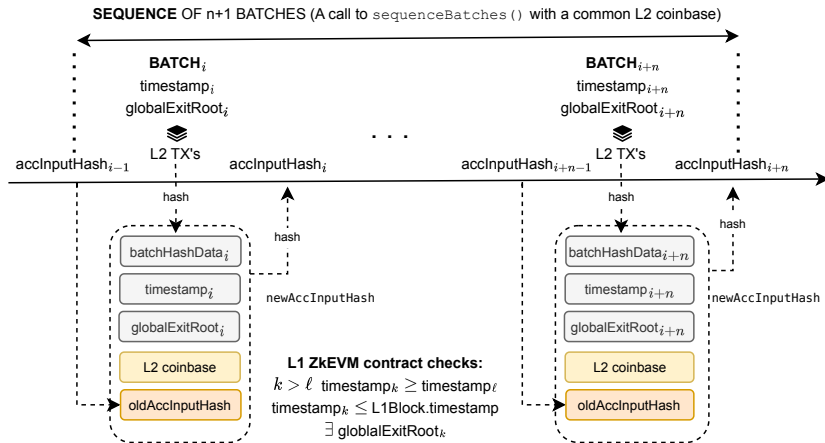 SEQUENCE OF n+1 BATCHES (A call to sequenceBatches() with a common L2 coinbase)
BATCH_i
timestamp_i
globalExitRoot_i
L2 TX's
BATCH_{i+n}
timestamp_{i+n}
globalExitRoot_{i+n}
L2 TX's
. . .
accInputHash_{i−1}
accInputHash_i
accInputHash_{i+n−1}
accInputHash_{i+n}
hash
hash
batchHashData_i
timestamp_i
globalExitRoot_i
L2 coinbase
oldAccInputHash
newAccInputHash
hash
hash
batchHashData_{i+n}
timestamp_{i+n}
globalExitRoot_{i+n}
L2 coinbase
oldAccInputHash
newAccInputHash
L1 ZkEVM contract checks:
k > ℓ timestamp_k ≥ timestamp_ℓ
timestamp_k ≤ L1Block.timestamp
∃ globlalExitRoot_k